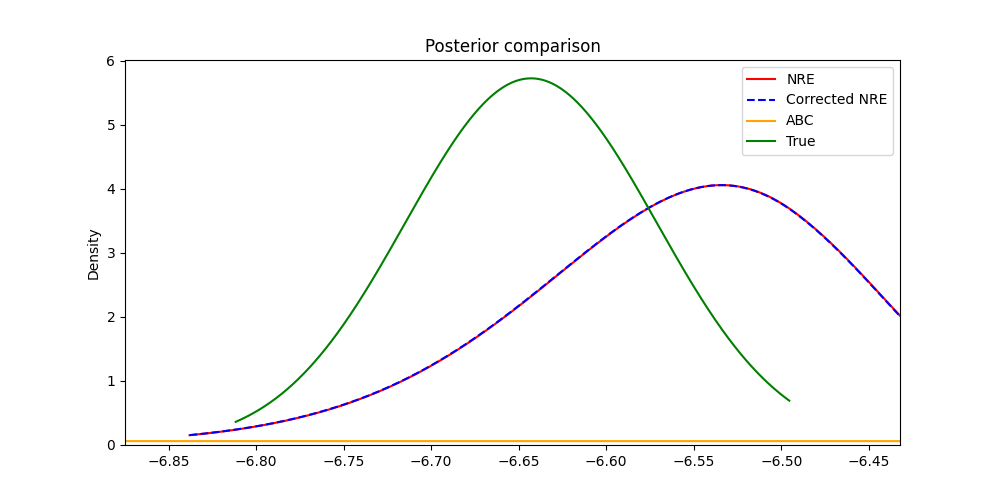 Posterior comparison
NRE
Corrected NRE
ABC
True
Density
6
5
4
3
2
1
0
−6.85 −6.80 −6.75 −6.70 −6.65 −6.60 −6.55 −6.50 −6.45